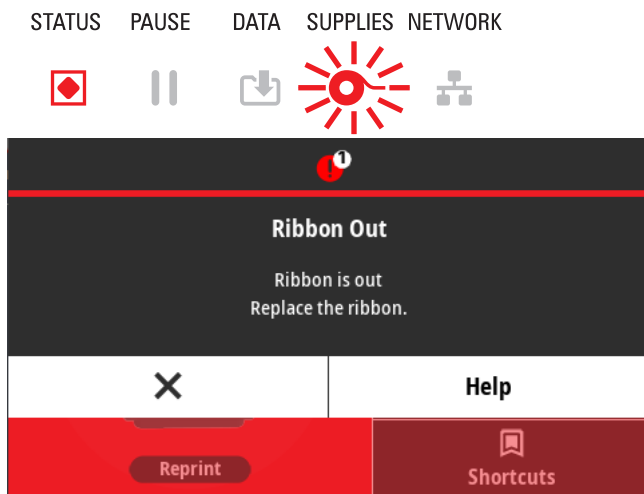 STATUS PAUSE DATA SUPPLIES NETWORK
! 1
Ribbon Out
Ribbon is out
Replace the ribbon.
Help
Reprint
Shortcuts